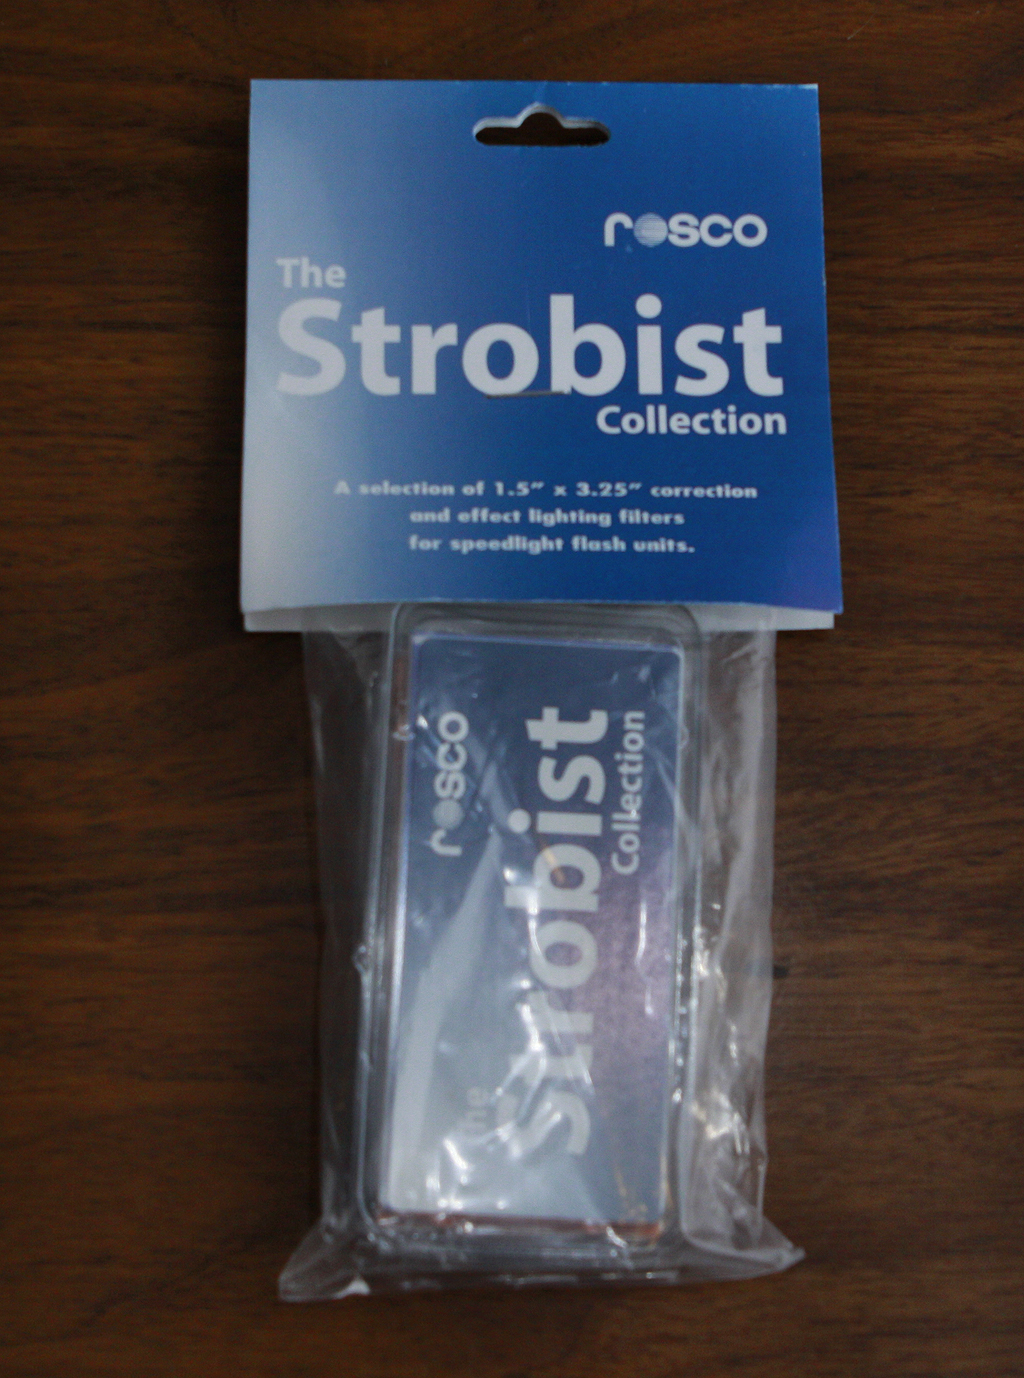 rosco
The
Strobist
Collection
A selection of 1.5” x 3.25” correction
and effect lighting filters
for speedlight flash units.
rosco
The
Strobist
Collection